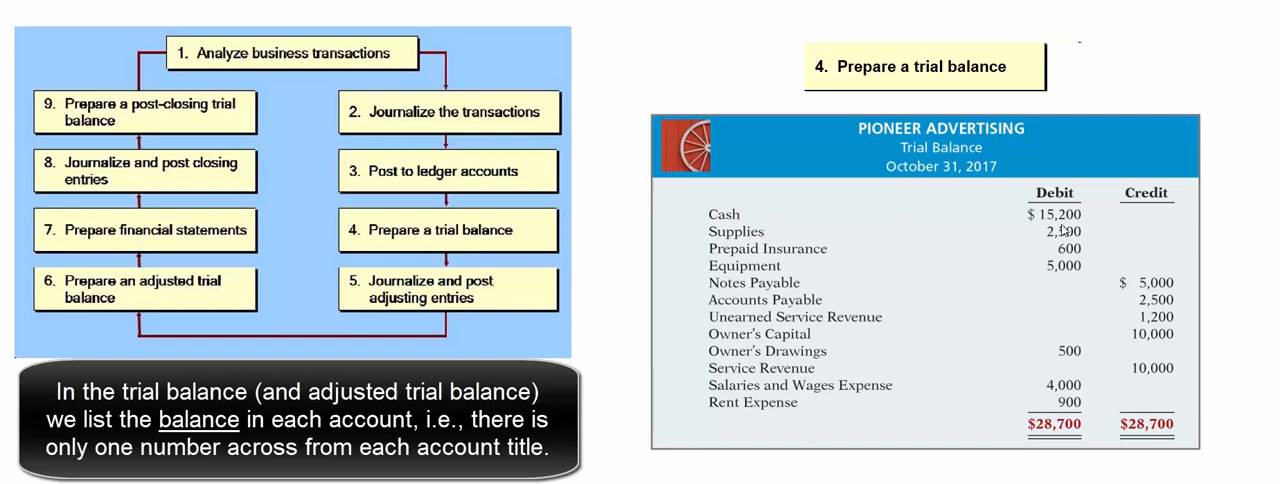 1. Analyze business transactions
9. Prepare a post-closing trial
balance
2. Journalize the transactions
8. Journalize and post closing
entries
3. Post to ledger accounts
7. Prepare financial statements
4. Prepare a trial balance
6. Prepare an adjusted trial
balance
5. Journalize and post
adjusting entries
In the trial balance (and adjusted trial balance)
we list the balance in each account, i.e., there is
only one number across from each account title.
4. Prepare a trial balance
PIONEER ADVERTISING
Trial Balance
October 31, 2017
Debit Credit
Cash $ 15,200
Supplies 2,500
Prepaid Insurance 600
Equipment 5,000
Notes Payable $ 5,000
Accounts Payable 2,500
Unearned Service Revenue 1,200
Owner's Capital 10,000
Owner's Drawings 500
Service Revenue 10,000
Salaries and Wages Expense 4,000
Rent Expense 900
$28,700 $28,700